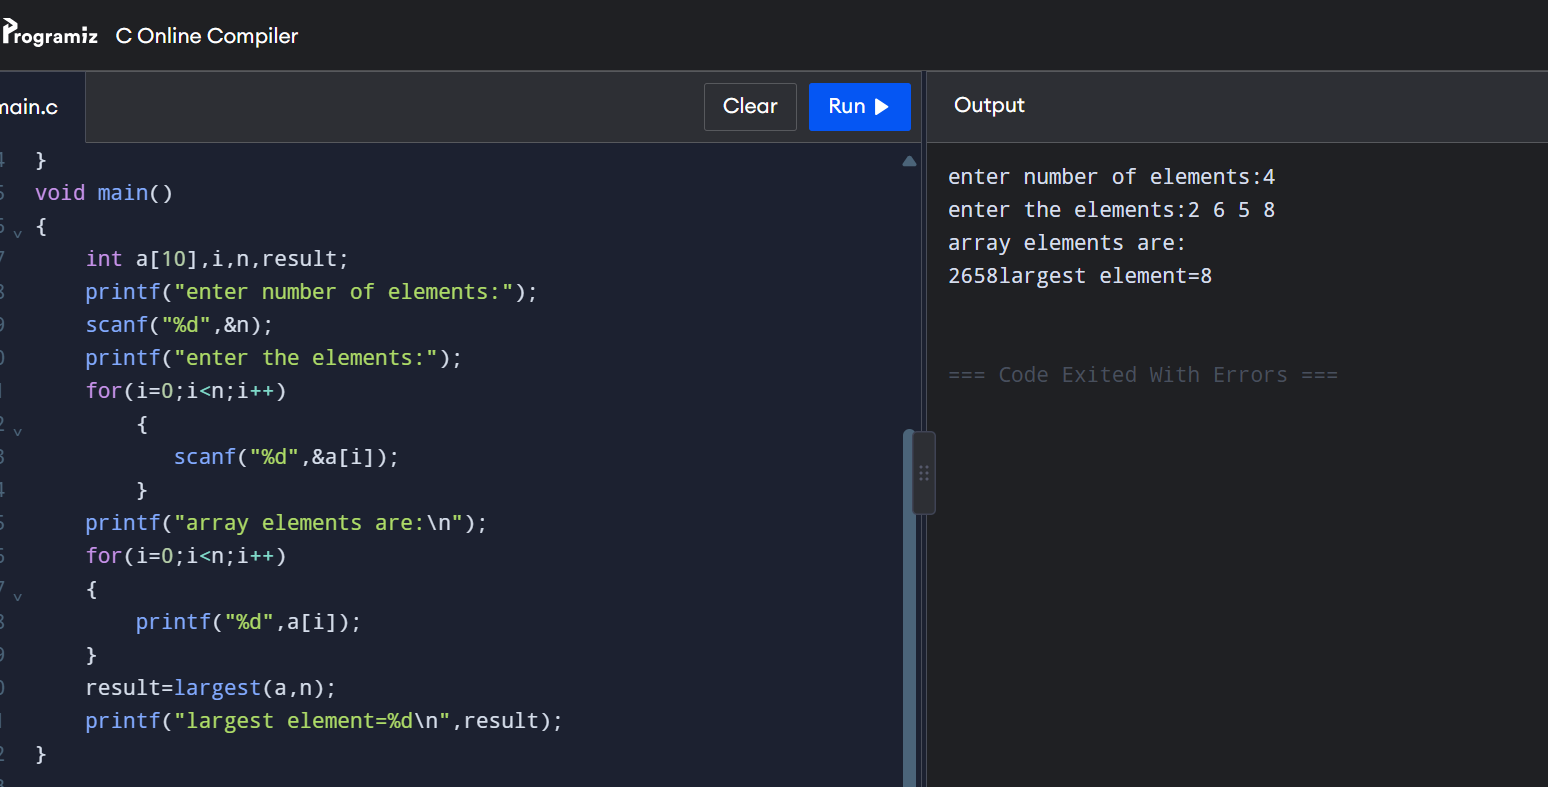 Programiz C Online Compiler
main.c
Clear
Run
Output
}
void main()
{
int a[10],i,n,result;
printf("enter number of elements:");
scanf("%d",&n);
printf("enter the elements:");
for(i=0;i<n;i++)
{
scanf("%d",&a[i]);
}
printf("array elements are:\n");
for(i=0;i<n;i++)
{
printf("%d",a[i]);
}
result=largest(a,n);
printf("largest element=%d\n",result);
}
enter number of elements:4
enter the elements:2 6 5 8
array elements are:
2658largest element=8
=== Code Exited With Errors ===